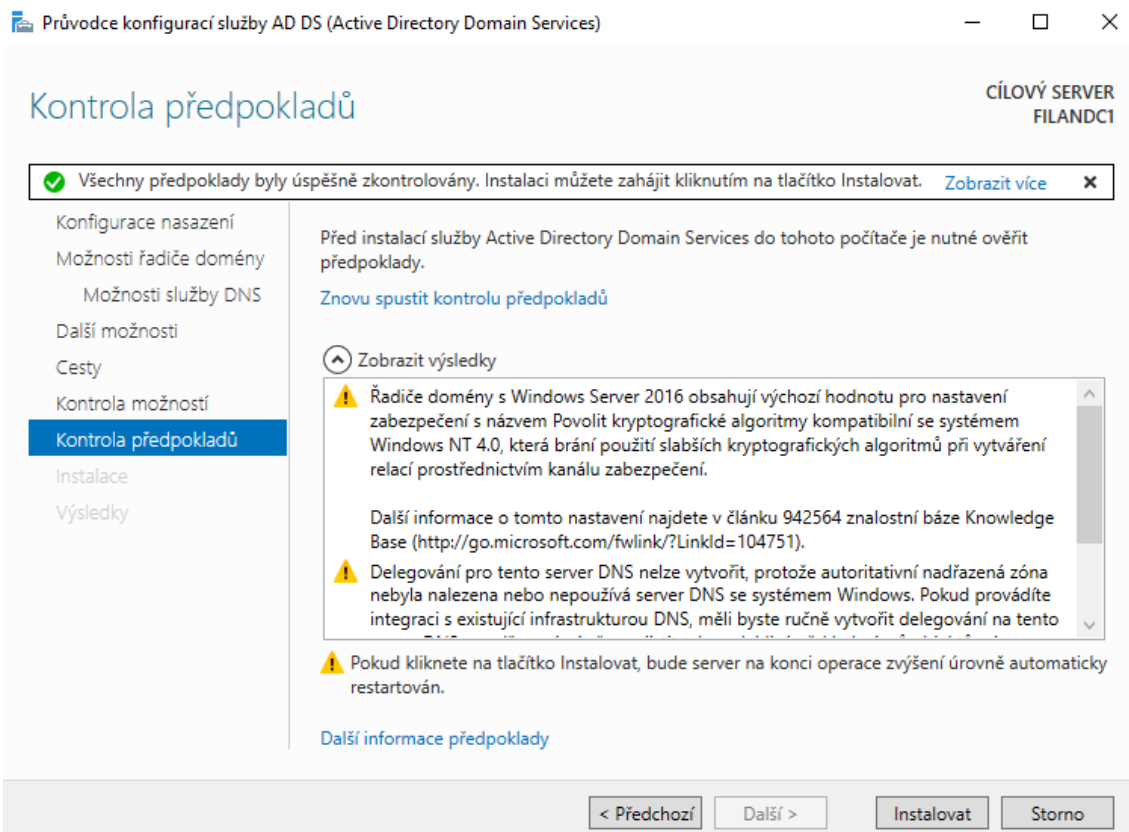 Průvodce konfigurací služby AD DS (Active Directory Domain Services)
Kontrola předpokladů
CÍLOVÝ SERVER
FILANDC1
Všechny předpoklady byly úspěšně zkontrolovány. Instalaci můžete zahájit kliknutím na tlačítko Instalovat. Zobrazit více
Konfigurace nasazení
Možnosti řadiče domény
Možnosti služby DNS
Další možnosti
Cesty
Kontrola možností
Kontrola předpokladů
Instalace
Výsledky
Před instalací služby Active Directory Domain Services do tohoto počítače je nutné ověřit
předpoklady.
Znovu spustit kontrolu předpokladů
Zobrazit výsledky
Řadiče domény s Windows Server 2016 obsahují výchozí hodnotu pro nastavení
zabezpečení s názvem Povolit kryptografické algoritmy kompatibilní se systémem
Windows NT 4.0, která brání použití slabších kryptografických algoritmů při vytváření
relací prostřednictvím kanálu zabezpečení.
Další informace o tomto nastavení najdete v článku 942564 znalostní báze Knowledge
Base (http://go.microsoft.com/fwlink/?LinkId=104751).
Delegování pro tento server DNS nelze vytvořit, protože autoritativní nadřazená zóna
nebyla nalezena nebo nepoužívá server DNS se systémem Windows. Pokud provádíte
integraci s existující infrastrukturou DNS, měli byste ručně vytvořit delegování na tento
Pokud kliknete na tlačítko Instalovat, bude server na konci operace zvýšení úrovně automaticky
restartován.
Další informace předpoklady
< Předchozí
Další >
Instalovat
Storno